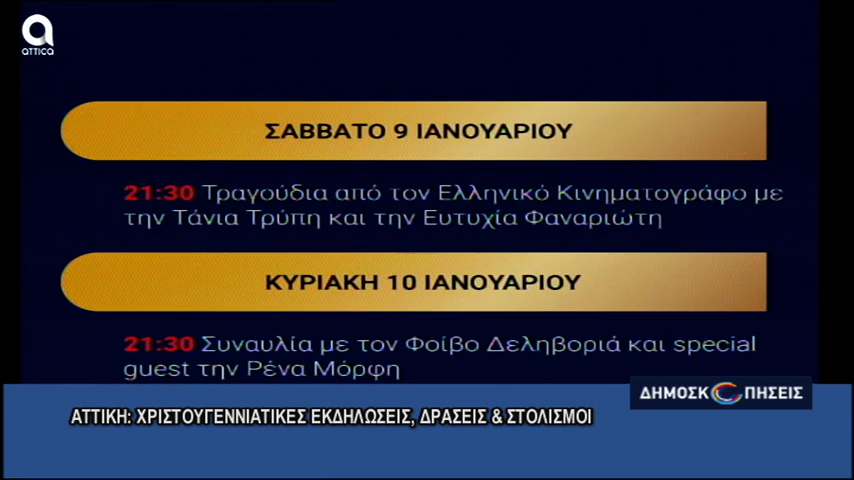 αττιca
ΣΑΒΒΑΤΟ 9 ΙΑΝΟΥΑΡΙΟΥ
21:30 Τραγούδια από τον Ελληνικό Κινηματογράφο με
την Τάνια Τρύπη και την Ευτυχία Φαναριώτη
ΚΥΡΙΑΚΗ 10 ΙΑΝΟΥΑΡΙΟΥ
21:30 Συναυλία με τον Φοίβο Δεληβοριά και special
guest την Ρένα Μόρφη
ΔΗΜΟΣΚΟΠΗΣΕΙΣ
ΑΤΤΙΚΗ: ΧΡΙΣΤΟΥΓΕΝΝΙΑΤΙΚΕΣ ΕΚΔΗΛΩΣΕΙΣ, ΔΡΑΣΕΙΣ & ΣΤΟΛΙΣΜΟΙ